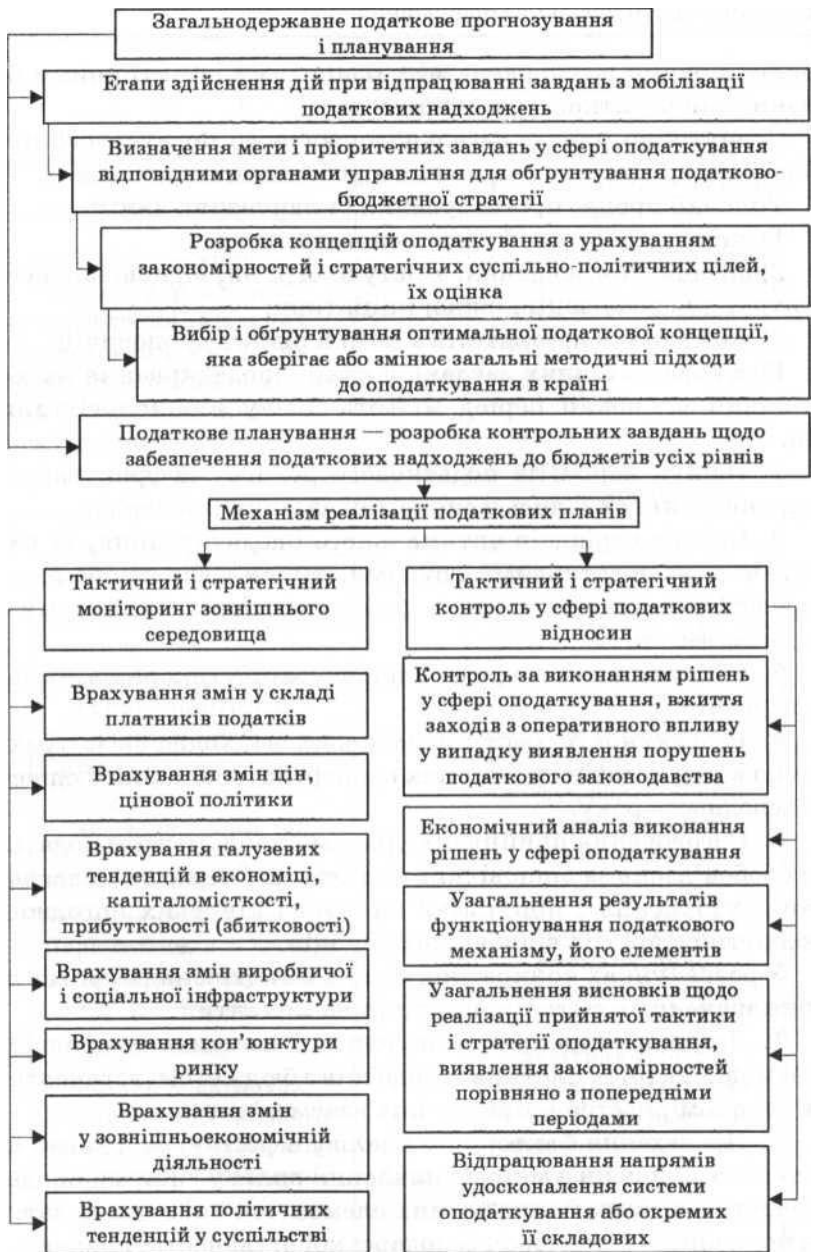 Загальнодержавне податкове прогнозування
і планування
Етапи здійснення дій при відпрацюванні завдань з мобілізації
податкових надходжень
Визначення мети і пріоритетних завдань у сфері оподаткування
відповідними органами управління для обґрунтування податково-
бюджетної стратегії
Розробка концепцій оподаткування з урахуванням
закономірностей і стратегічних суспільно-політичних цілей,
їх оцінка
Вибір і обґрунтування оптимальної податкової концепції,
яка зберігає або змінює загальні методичні підходи
до оподаткування в країні
Податкове планування — розробка контрольних завдань щодо
забезпечення податкових надходжень до бюджетів усіх рівнів
Механізм реалізації податкових планів
Тактичний і стратегічний
моніторинг зовнішнього
середовища
Врахування змін у складі
платників податків
Врахування змін цін,
цінової політики
Врахування галузевих
тенденцій в економіці,
капіталомісткості,
прибутковості (збитковості)
Врахування змін виробничої
і соціальної інфраструктури
Врахування кон'юнктури
ринку
Врахування змін
у зовнішньоекономічній
діяльності
Врахування політичних
тенденцій у суспільстві
Тактичний і стратегічний
контроль у сфері податкових
відносин
Контроль за виконанням рішень
у сфері оподаткування, вжиття
заходів з оперативного впливу
у випадку виявлення порушень
податкового законодавства
Економічний аналіз виконання
рішень у сфері оподаткування
Узагальнення результатів
функціонування податкового
механізму, його елементів
Узагальнення висновків щодо
реалізації прийнятої тактики
і стратегії оподаткування,
виявлення закономірностей
порівняно з попередніми
періодами
Відпрацювання напрямів
удосконалення системи
оподаткування або окремих
її складових